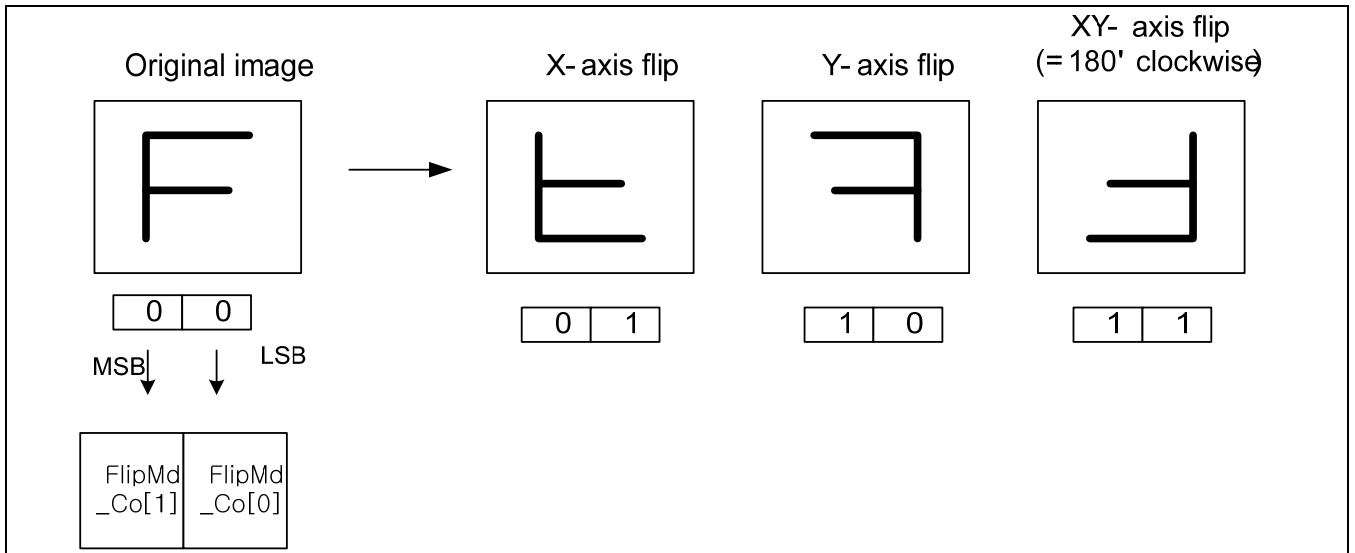 XY- axis flip
Original image X- axis flip Y- axis flip (= 180' clockwise)
0 0
0 1 1 0 1 1
MSB LSB
FlipMd FlipMd
_Co[1] _Co[0]